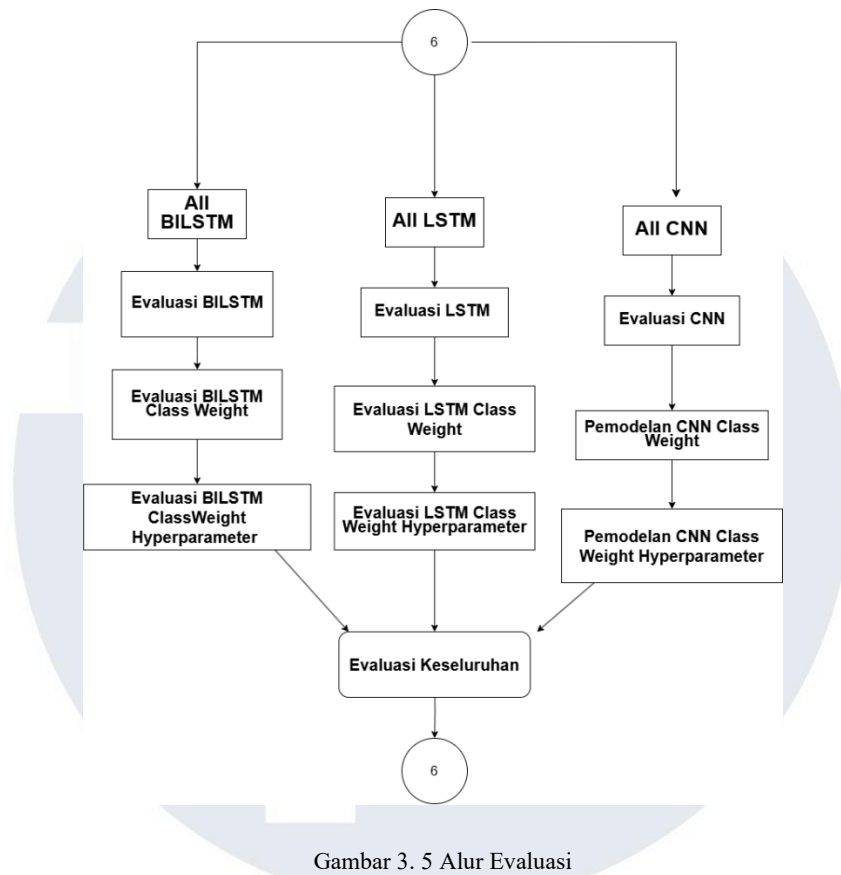 6
All
BILSTM
Evaluasi BILSTM
Evaluasi BILSTM
Class Weight
Evaluasi BILSTM
ClassWeight
Hyperparameter
All LSTM
Evaluasi LSTM
Evaluasi LSTM Class
Weight
Evaluasi LSTM Class
Weight Hyperparameter
All CNN
Evaluasi CNN
Pemodelan CNN Class
Weight
Pemodelan CNN Class
Weight Hyperparameter
Evaluasi Keseluruhan
6
Gambar 3. 5 Alur Evaluasi